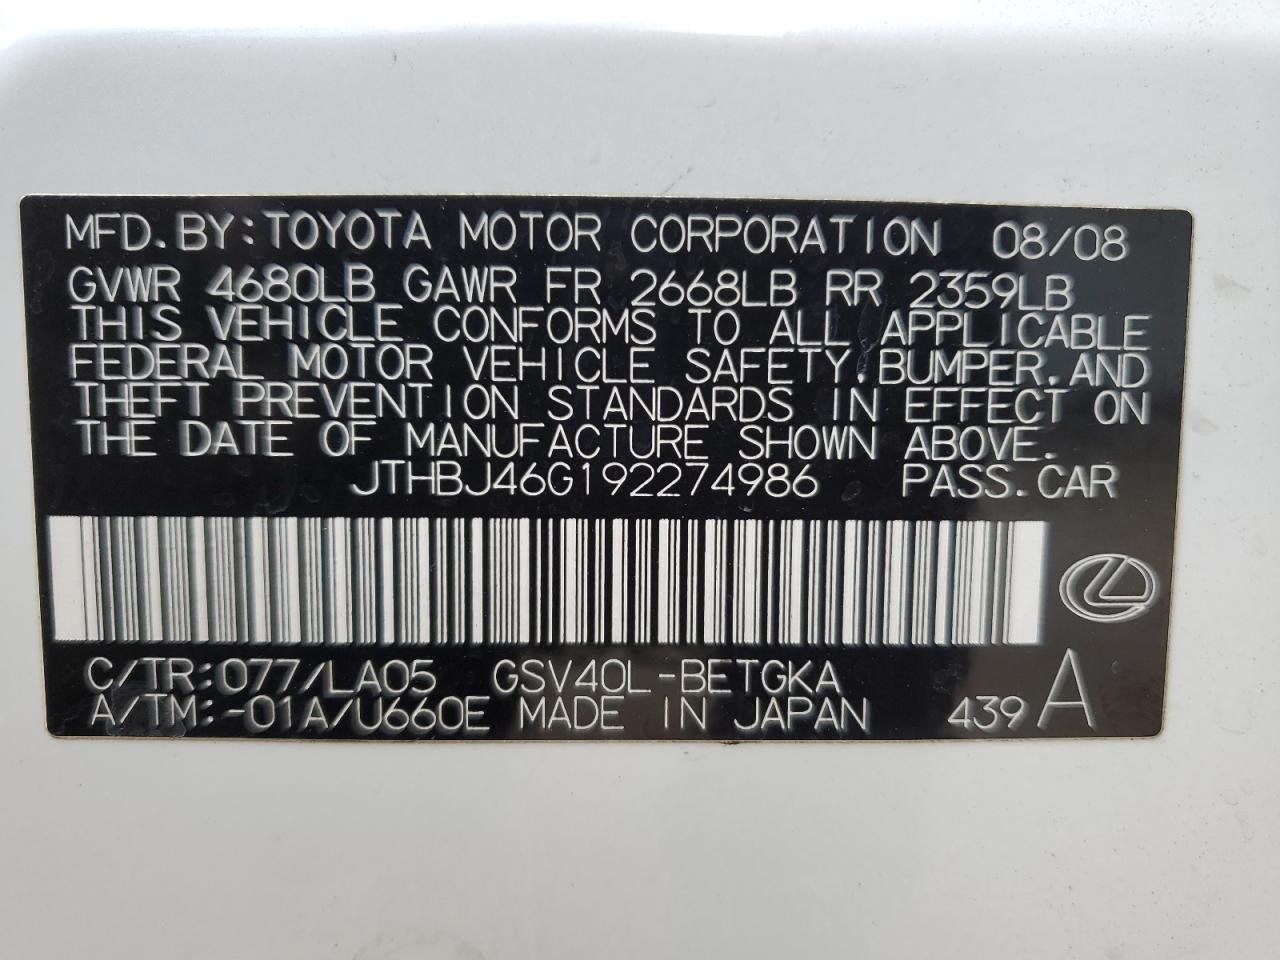 MFD.BY:TOYOTA MOTOR CORPORATION 08/08
GVWR 4680LB GAWR FR 2668LB RR 2359LB
THIS VEHICLE CONFORMS TO ALL APPLICABLE
FEDERAL MOTOR VEHICLE SAFETY,BUMPER,AND
THEFT PREVENTION STANDARDS IN EFFECT ON
THE DATE OF MANUFACTURE SHOWN ABOVE.
JTHBJ46G192274986 PASS.CAR
C/TR:077/LA05 GSV40L-BETGKA
A/TM:-01A/U660E MADE IN JAPAN 439 A